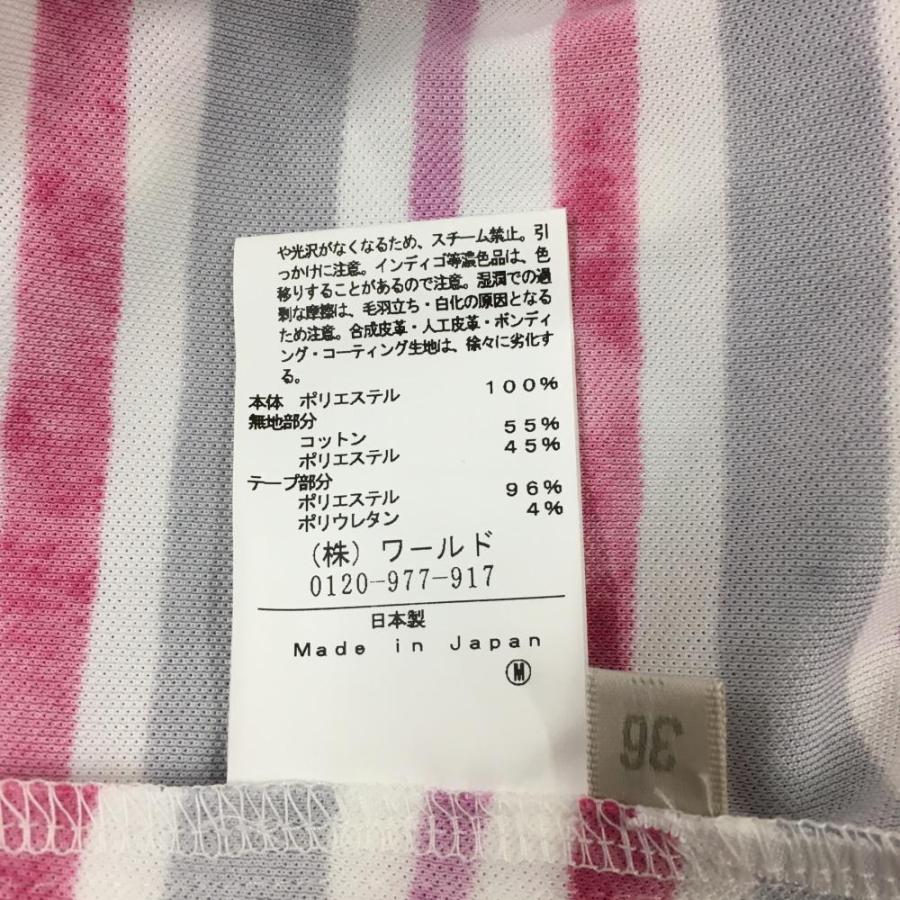 や光沢がなくなるため、スチーム禁止。引
っかけに注意。インディゴ等濃色品は、色
移りすることがあるので注意。湿潤での過
剰な摩擦は、毛羽立ち・白化の原因となる
ため注意。合成皮革・人工皮革・ボンディ
ング・コーティング生地は、徐々に劣化す
る。
本体 ポリエステル 100%
無地部分
コットン 55%
ポリエステル 45%
テープ部分
ポリエステル 96%
ポリウレタン 4%
(株) ワールド
0120-977-917
日本製
Made in Japan
Ⓜ
36